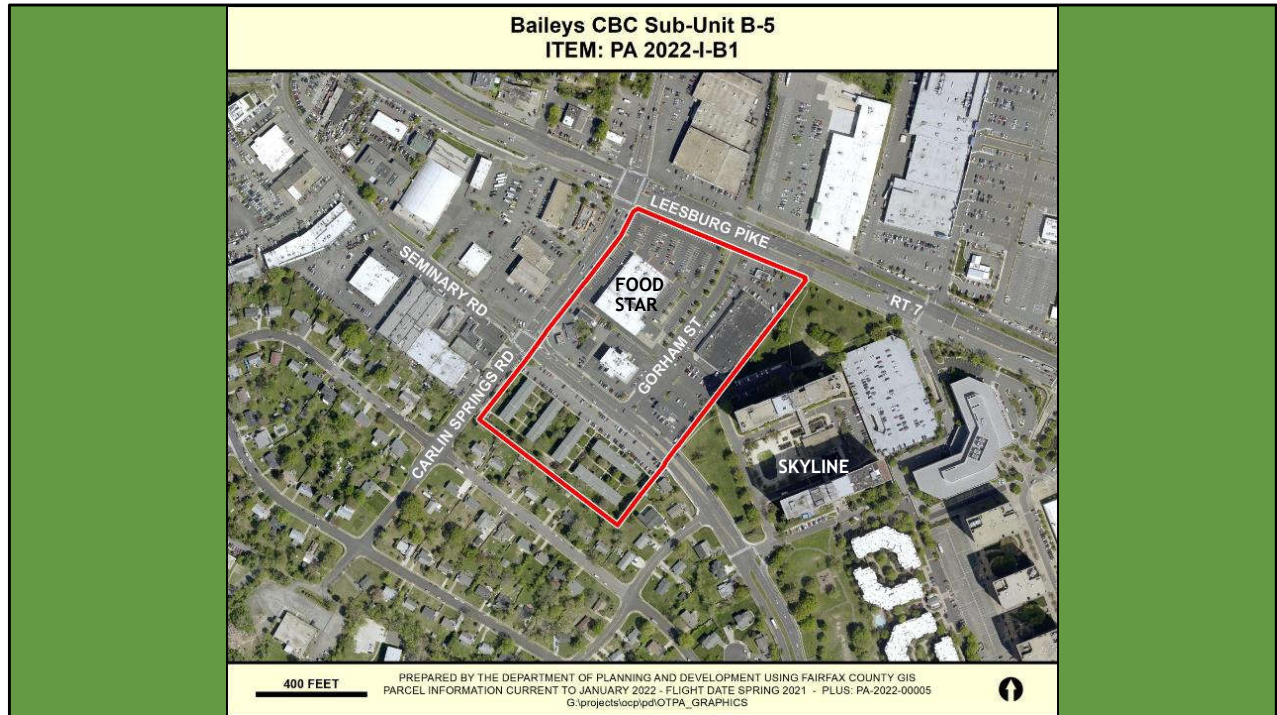 Baileys CBC Sub-Unit B-5
ITEM: PA 2022-I-B1
LEESBURG PIKE
RT 7
SEMINARY RD
FOOD
STAR
GORHAM ST
CARLIN SPRINGS RD
SKYLINE
400 FEET
PREPARED BY THE DEPARTMENT OF PLANNING AND DEVELOPMENT USING FAIRFAX COUNTY GIS
PARCEL INFORMATION CURRENT TO JANUARY 2022 - FLIGHT DATE SPRING 2021 - PLUS: PA-2022-00005
G:\projects\ocp\pd\OTPA_GRAPHICS